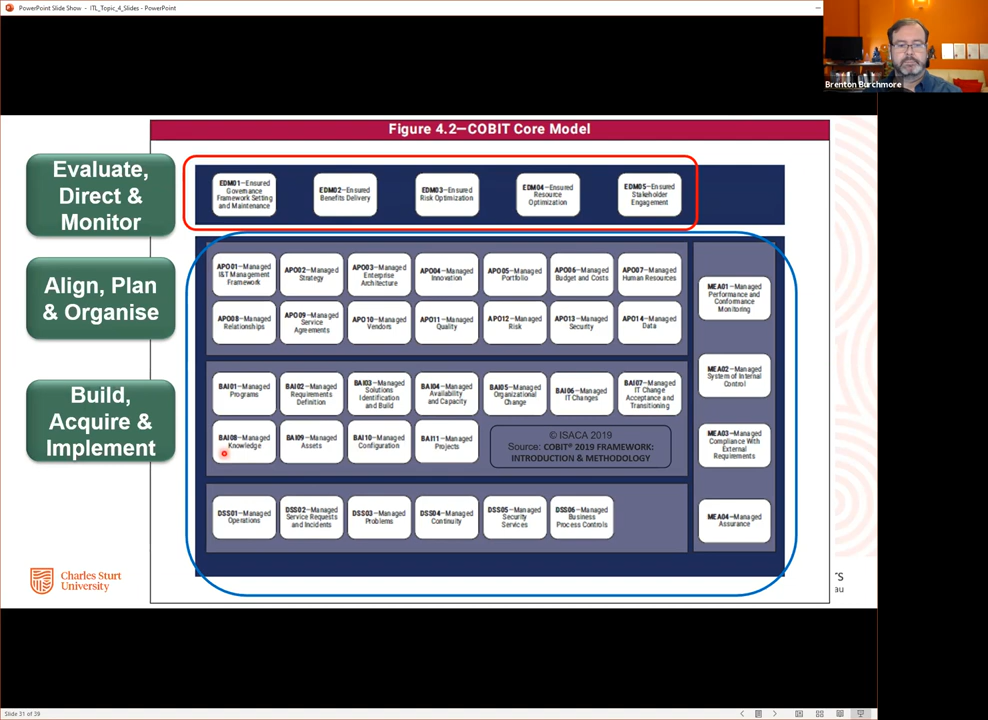 PowerPoint Slide Show - ITL_Topic_4_Slides - PowerPoint
Brenton Burchmore
Figure 4.2—COBIT Core Model
Evaluate,
Direct &
Monitor
EDM01—Ensured
Governance
Framework Setting
and Maintenance
EDM02—Ensured
Benefits Delivery
EDM03—Ensured
Risk Optimization
EDM04—Ensured
Resource
Optimization
EDM05—Ensured
Stakeholder
Engagement
Align, Plan
& Organise
APO01—Managed
I&T Management
Framework
APO02—Managed
Strategy
APO03—Managed
Enterprise
Architecture
APO04—Managed
Innovation
APO05—Managed
Portfolio
APO06—Managed
Budget and Costs
APO07—Managed
Human Resources
APO08—Managed
Relationships
APO09—Managed
Service
Agreements
APO10—Managed
Vendors
APO11—Managed
Quality
APO12—Managed
Risk
APO13—Managed
Security
APO14—Managed
Data
MEA01—Managed
Performance and
Conformance
Monitoring
MEA02—Managed
System of Internal
Control
MEA03—Managed
Compliance With
External
Requirements
MEA04—Managed
Assurance
Build,
Acquire &
Implement
BAI01—Managed
Programs
BAI02—Managed
Requirements
Definition
BAI03—Managed
Solutions
Identification
and Build
BAI04—Managed
Availability
and Capacity
BAI05—Managed
Organizational
Change
BAI06—Managed
IT Changes
BAI07—Managed
IT Change
Acceptance and
Transitioning
BAI08—Managed
Knowledge
BAI09—Managed
Assets
BAI10—Managed
Configuration
BAI11—Managed
Projects
© ISACA 2019
Source: COBIT® 2019 FRAMEWORK:
INTRODUCTION & METHODOLOGY
DSS01—Managed
Operations
DSS02—Managed
Service Requests
and Incidents
DSS03—Managed
Problems
DSS04—Managed
Continuity
DSS05—Managed
Security
Services
DSS06—Managed
Business
Process Controls
Charles Sturt
University
TS
au
Slide 31 of 39